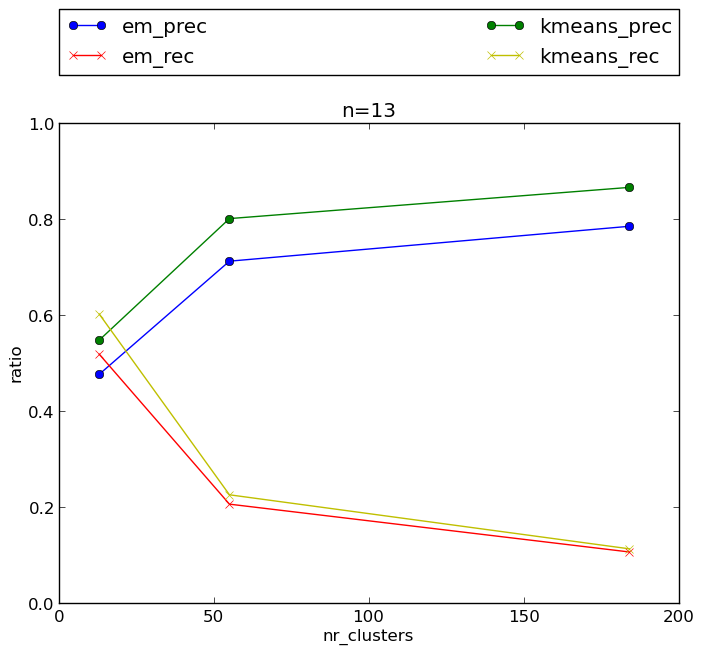 em_prec kmeans_prec
em_rec kmeans_rec
n=13
1.0
0.8
0.6
0.4
0.2
0.0
ratio
0 50 100 150 200
nr_clusters